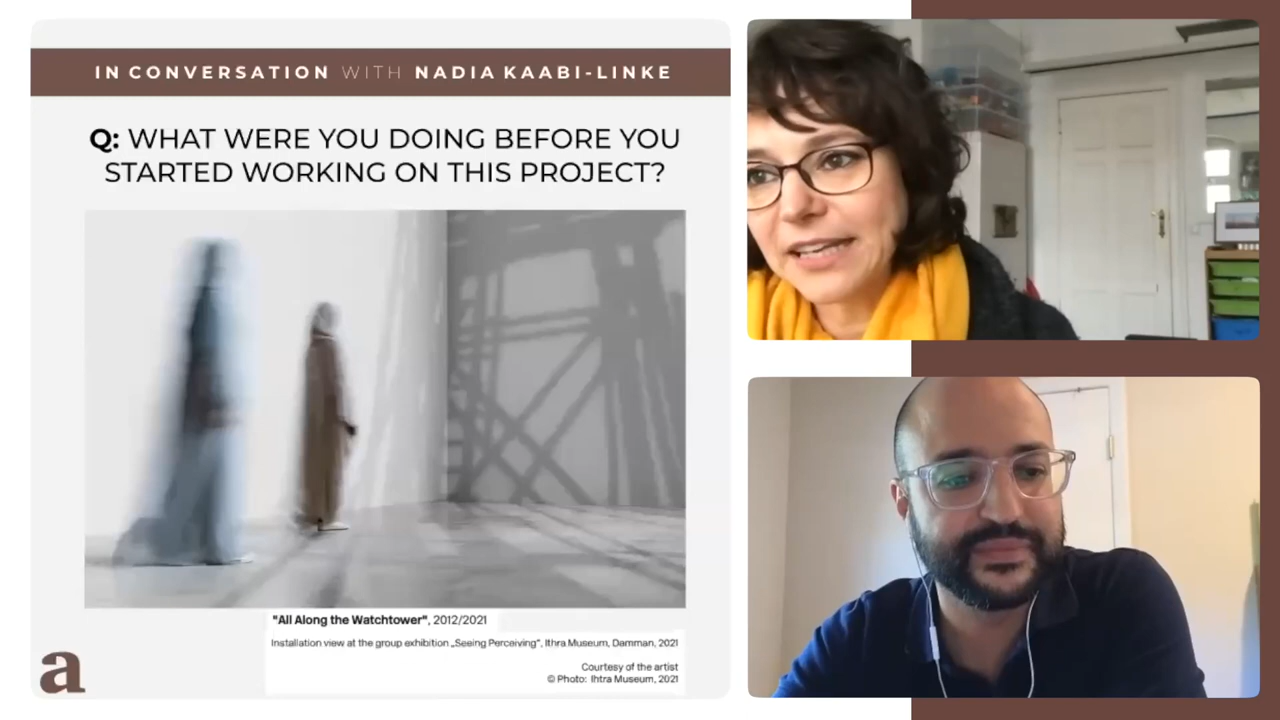 IN CONVERSATION WITH NADIA KAABI-LINKE
Q: WHAT WERE YOU DOING BEFORE YOU
STARTED WORKING ON THIS PROJECT?
"All Along the Watchtower", 2012/2021
Installation view at the group exhibition „Seeing Perceiving", Ithra Museum, Damman, 2021
Courtesy of the artist
© Photo: Ihtra Museum, 2021
a